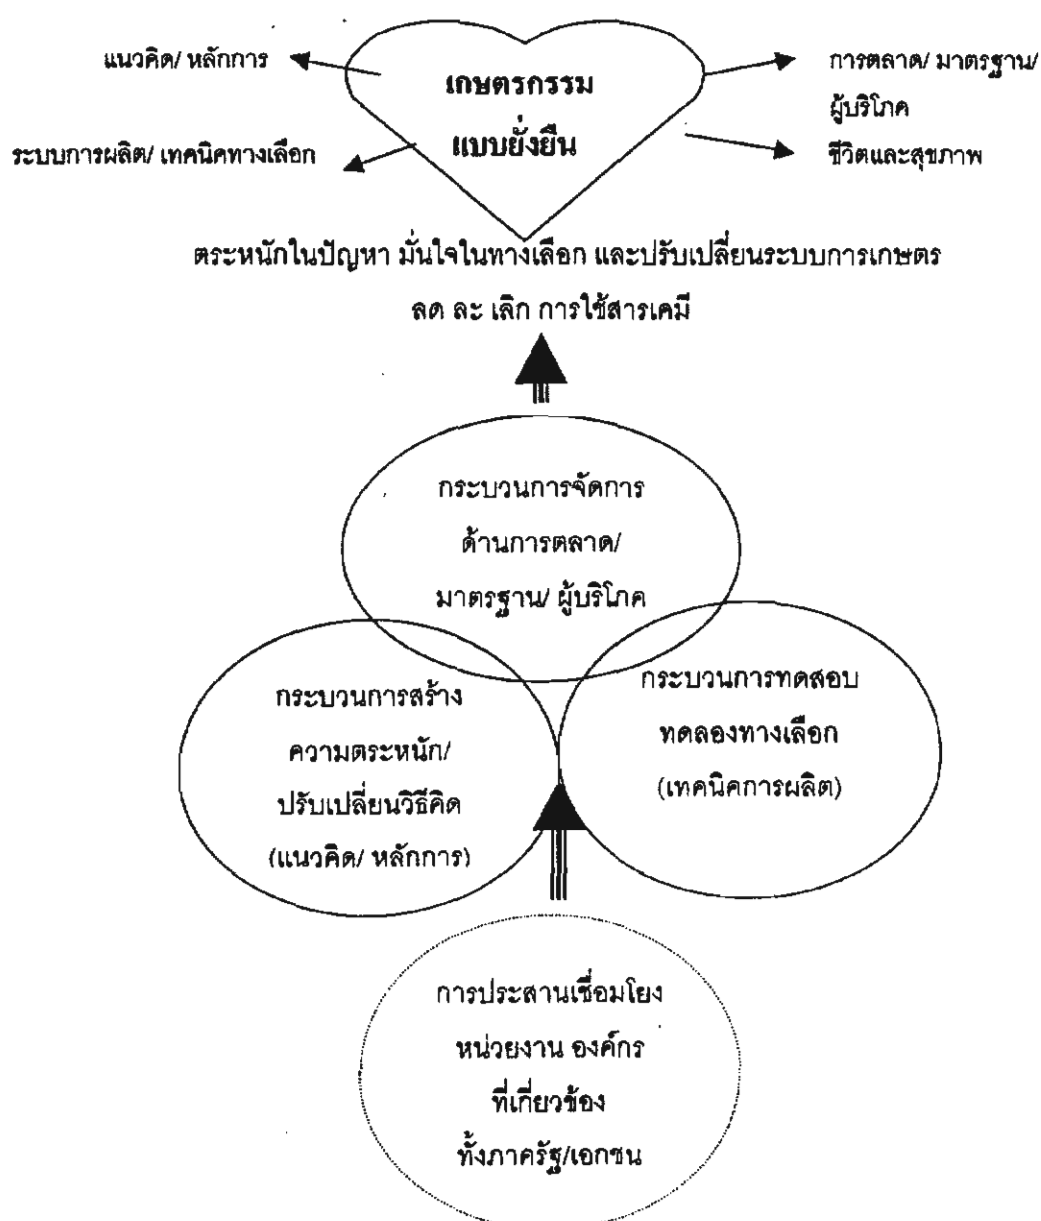 แนวคิด/ หลักการ
เกษตรกรรม
แบบยั่งยืน
การตลาด/ มาตรฐาน/
ผู้บริโภค
ระบบการผลิต/ เทคนิคทางเลือก
ชีวิตและสุขภาพ
ตระหนักในปัญหา มั่นใจในทางเลือก และปรับเปลี่ยนระบบการเกษตร
ลด ละ เลิก การใช้สารเคมี
กระบวนการจัดการ
ด้านการตลาด/
มาตรฐาน/ ผู้บริโภค
กระบวนการสร้าง
ความตระหนัก/
ปรับเปลี่ยนวิธีคิด
(แนวคิด/ หลักการ)
กระบวนการทดสอบ
ทดลองทางเลือก
(เทคนิคการผลิต)
การประสานเชื่อมโยง
หน่วยงาน องค์กร
ที่เกี่ยวข้อง
ทั้งภาครัฐ/เอกชน